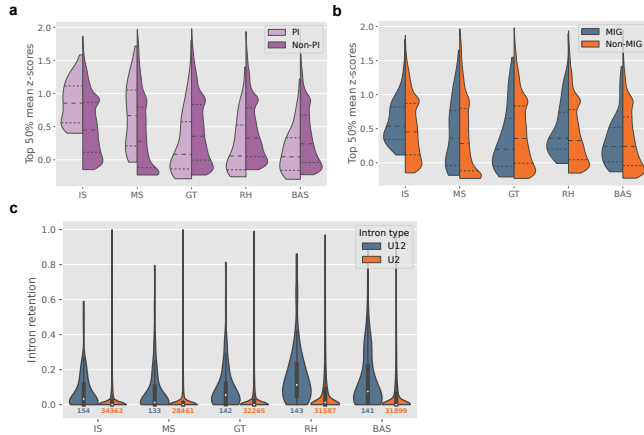 a
2.0
1.5
1.0
0.5
0.0
Top 50% mean z-scores
PI
Non-PI
IS
MS
GT
RH
BAS
b
2.0
1.5
1.0
0.5
0.0
Top 50% mean z-scores
MIG
Non-MIG
IS
MS
GT
RH
BAS
c
1.0
0.8
0.6
0.4
0.2
0.0
Intron retention
Intron type
U12
U2
154 34362 133 28461 142 32265 143 31587 141 31899
IS
MS
GT
RH
BAS